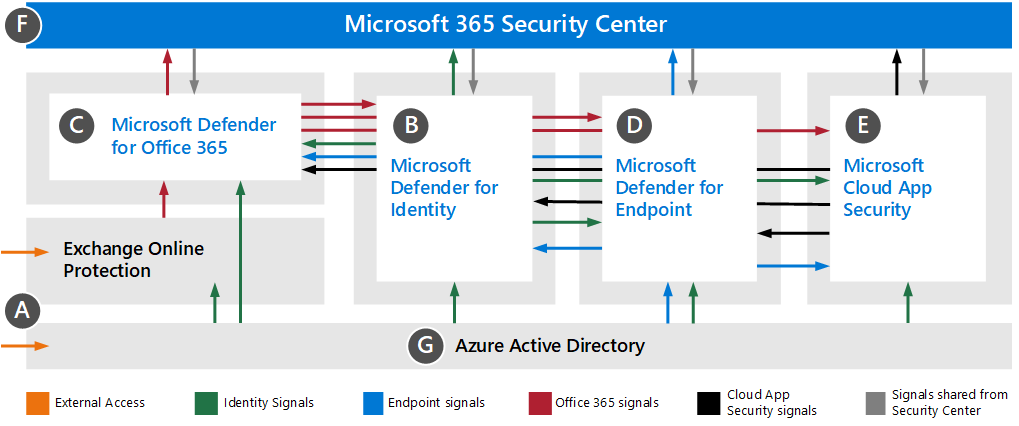 F
Microsoft 365 Security Center
C
Microsoft Defender
for Office 365
B
Microsoft
Defender for
Identity
D
Microsoft
Defender for
Endpoint
E
Microsoft
Cloud App
Security
Exchange Online
Protection
A
G
Azure Active Directory
External Access
Identity Signals
Endpoint signals
Office 365 signals
Cloud App
Security signals
Signals shared from
Security Center